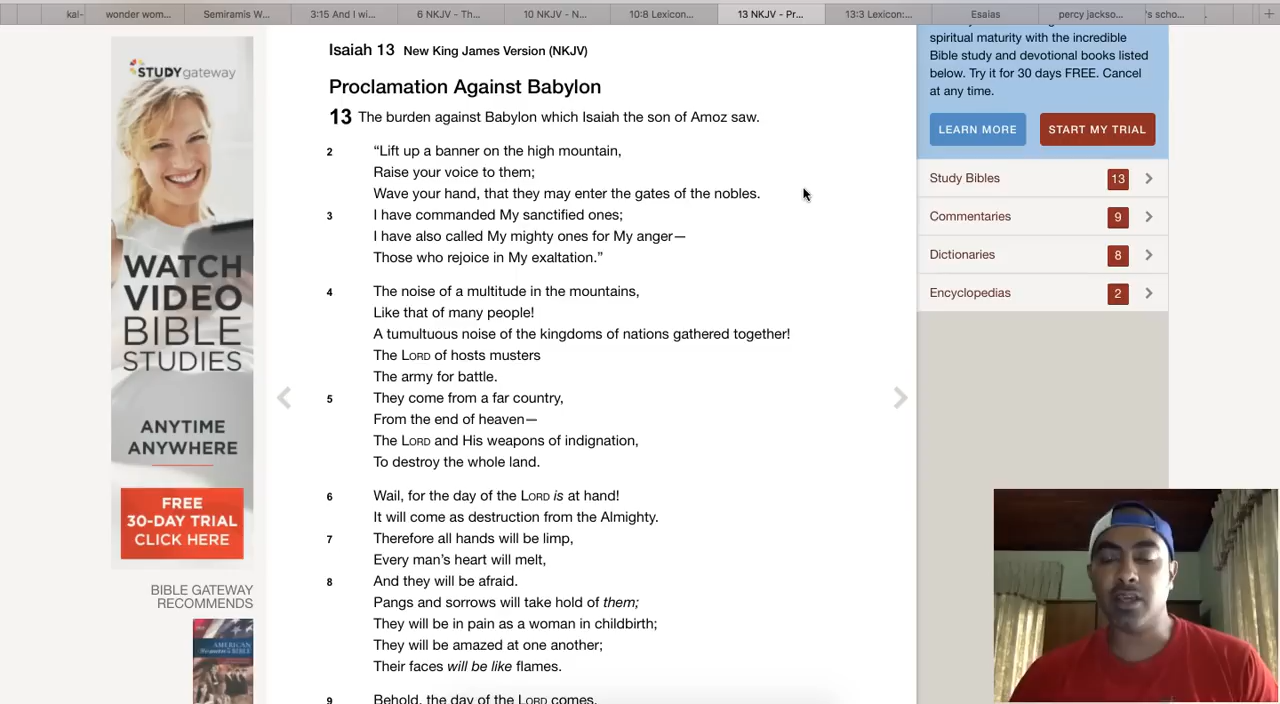 kal-
wonder wom...
Semiramis W...
3:15 And I wi...
6 NKJV - Th...
10 NKJV - N...
10:8 Lexicon...
13 NKJV - Pr...
13:3 Lexicon:...
Esaias
percy jackso...
's scho...
STUDYgateway
WATCH
VIDEO
BIBLE
STUDIES
ANYTIME
ANYWHERE
FREE
30-DAY TRIAL
CLICK HERE
BIBLE GATEWAY
RECOMMENDS
AMERICAN
BIBLE
Isaiah 13 New King James Version (NKJV)
Proclamation Against Babylon
13 The burden against Babylon which Isaiah the son of Amoz saw.
2 “Lift up a banner on the high mountain,
Raise your voice to them;
Wave your hand, that they may enter the gates of the nobles.
3 I have commanded My sanctified ones;
I have also called My mighty ones for My anger—
Those who rejoice in My exaltation.”
4 The noise of a multitude in the mountains,
Like that of many people!
A tumultuous noise of the kingdoms of nations gathered together!
The LORD of hosts musters
The army for battle.
5 They come from a far country,
From the end of heaven—
The LORD and His weapons of indignation,
To destroy the whole land.
6 Wail, for the day of the LORD is at hand!
It will come as destruction from the Almighty.
7 Therefore all hands will be limp,
Every man’s heart will melt,
8 And they will be afraid.
Pangs and sorrows will take hold of them;
They will be in pain as a woman in childbirth;
They will be amazed at one another;
Their faces will be like flames.
9 Behold, the day of the LORD comes,
spiritual maturity with the incredible
Bible study and devotional books listed
below. Try it for 30 days FREE. Cancel
at any time.
LEARN MORE
START MY TRIAL
Study Bibles 13
Commentaries 9
Dictionaries 8
Encyclopedias 2